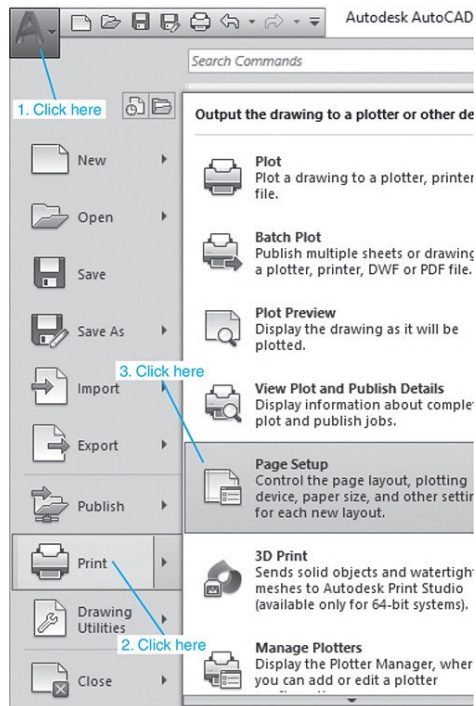 Autodesk AutoCAD
Search Commands
1. Click here
Output the drawing to a plotter or other de
New
Open
Save
Save As
Import
Export
Publish
Print
Drawing
Utilities
Close
Plot
Plot a drawing to a plotter, printer
file.
Batch Plot
Publish multiple sheets or drawing
a plotter, printer, DWF or PDF file.
Plot Preview
Display the drawing as it will be
plotted.
3. Click here
View Plot and Publish Details
Display information about comple
plot and publish jobs.
Page Setup
Control the page layout, plotting
device, paper size, and other settin
for each new layout.
3D Print
Sends solid objects and watertigh
meshes to Autodesk Print Studio
(available only for 64-bit systems).
2. Click here
Manage Plotters
Display the Plotter Manager, wher
you can add or edit a plotter